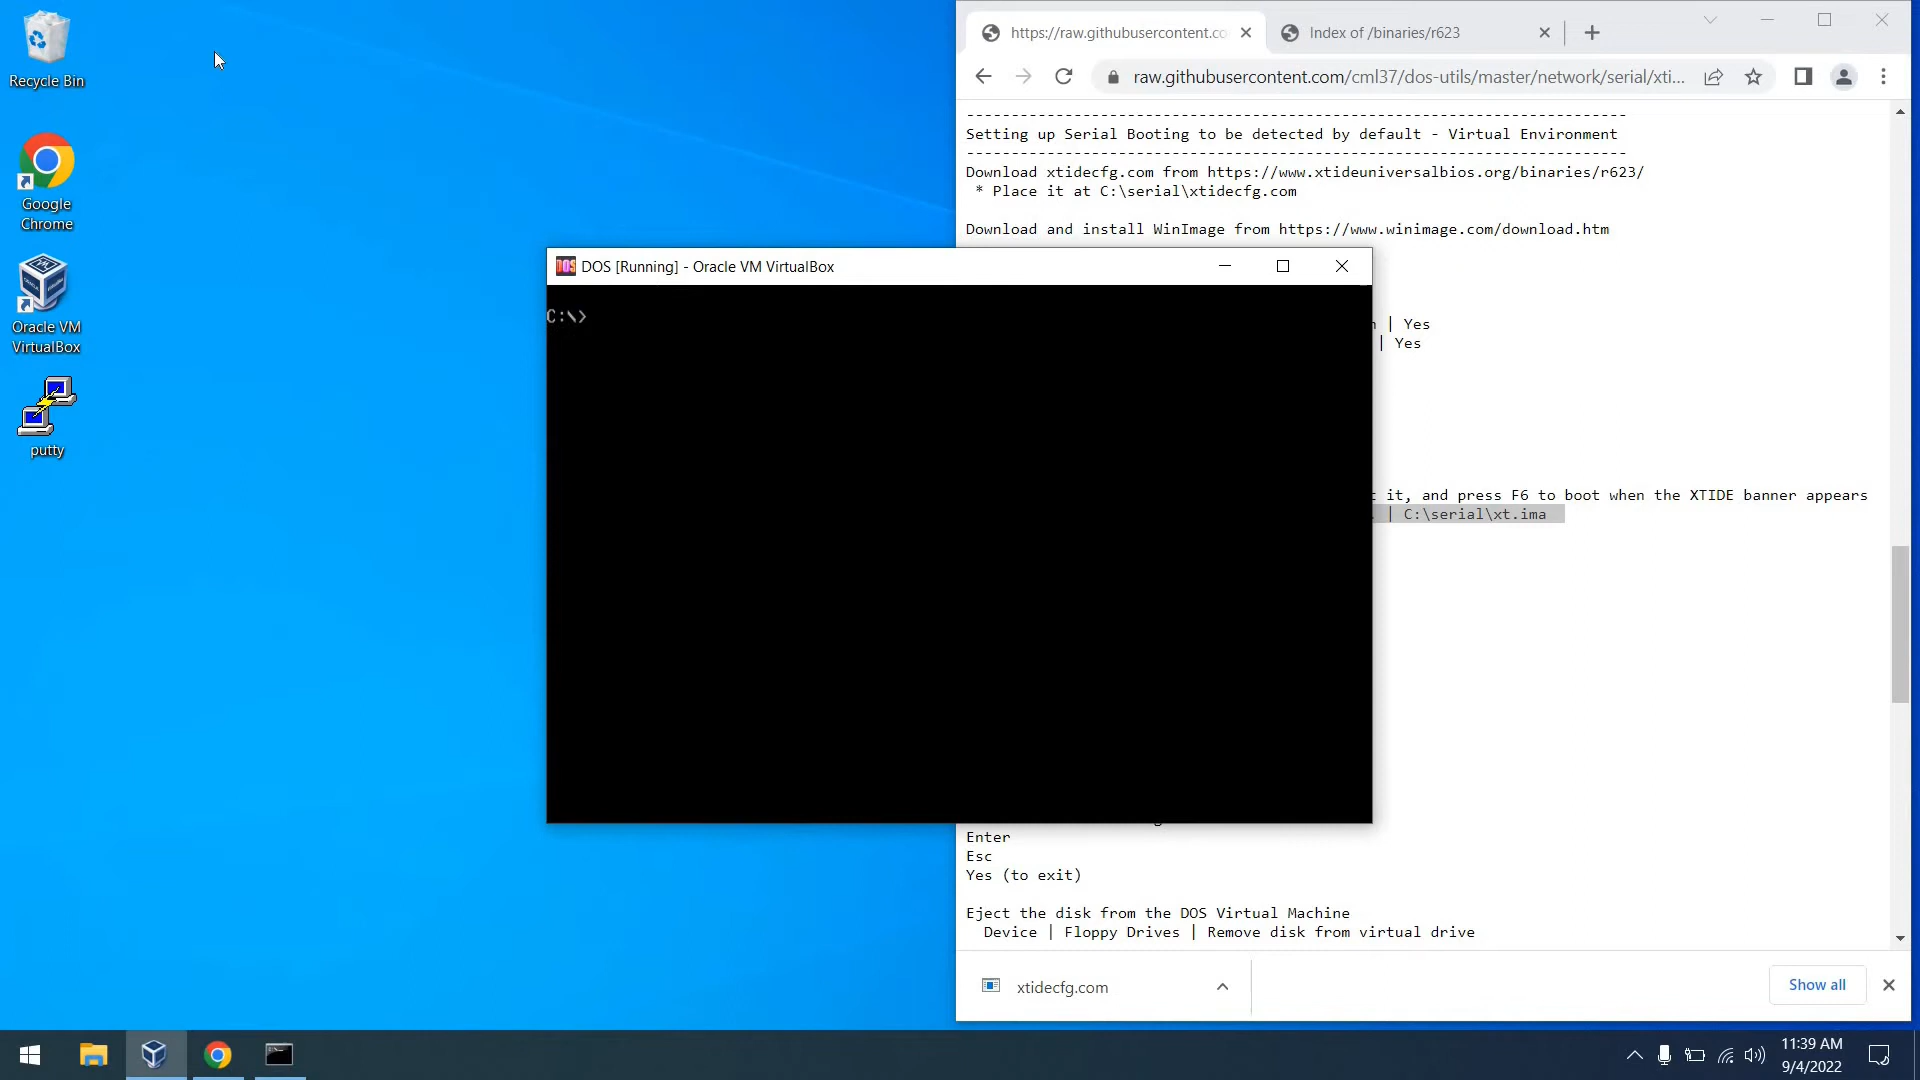 Recycle Bin
Google
Chrome
Oracle VM
VirtualBox
putty
https://raw.githubusercontent.co
Index of /binaries/r623
raw.githubusercontent.com/cml37/dos-utils/master/network/serial/xti...
-----------------------------------------------------------------------
Setting up Serial Booting to be detected by default - Virtual Environment
-----------------------------------------------------------------------
Download xtidecfg.com from https://www.xtideuniversalbios.org/binaries/r623/
* Place it at C:\serial\xtidecfg.com
Download and install WinImage from https://www.winimage.com/download.htm
DOS [Running] - Oracle VM VirtualBox
C:\>
| Yes
| Yes
it, and press F6 to boot when the XTIDE banner appears
| C:\serial\xt.ima
Enter
Esc
Yes (to exit)
Eject the disk from the DOS Virtual Machine
Device | Floppy Drives | Remove disk from virtual drive
xtidecfg.com
Show all
11:39 AM
9/4/2022